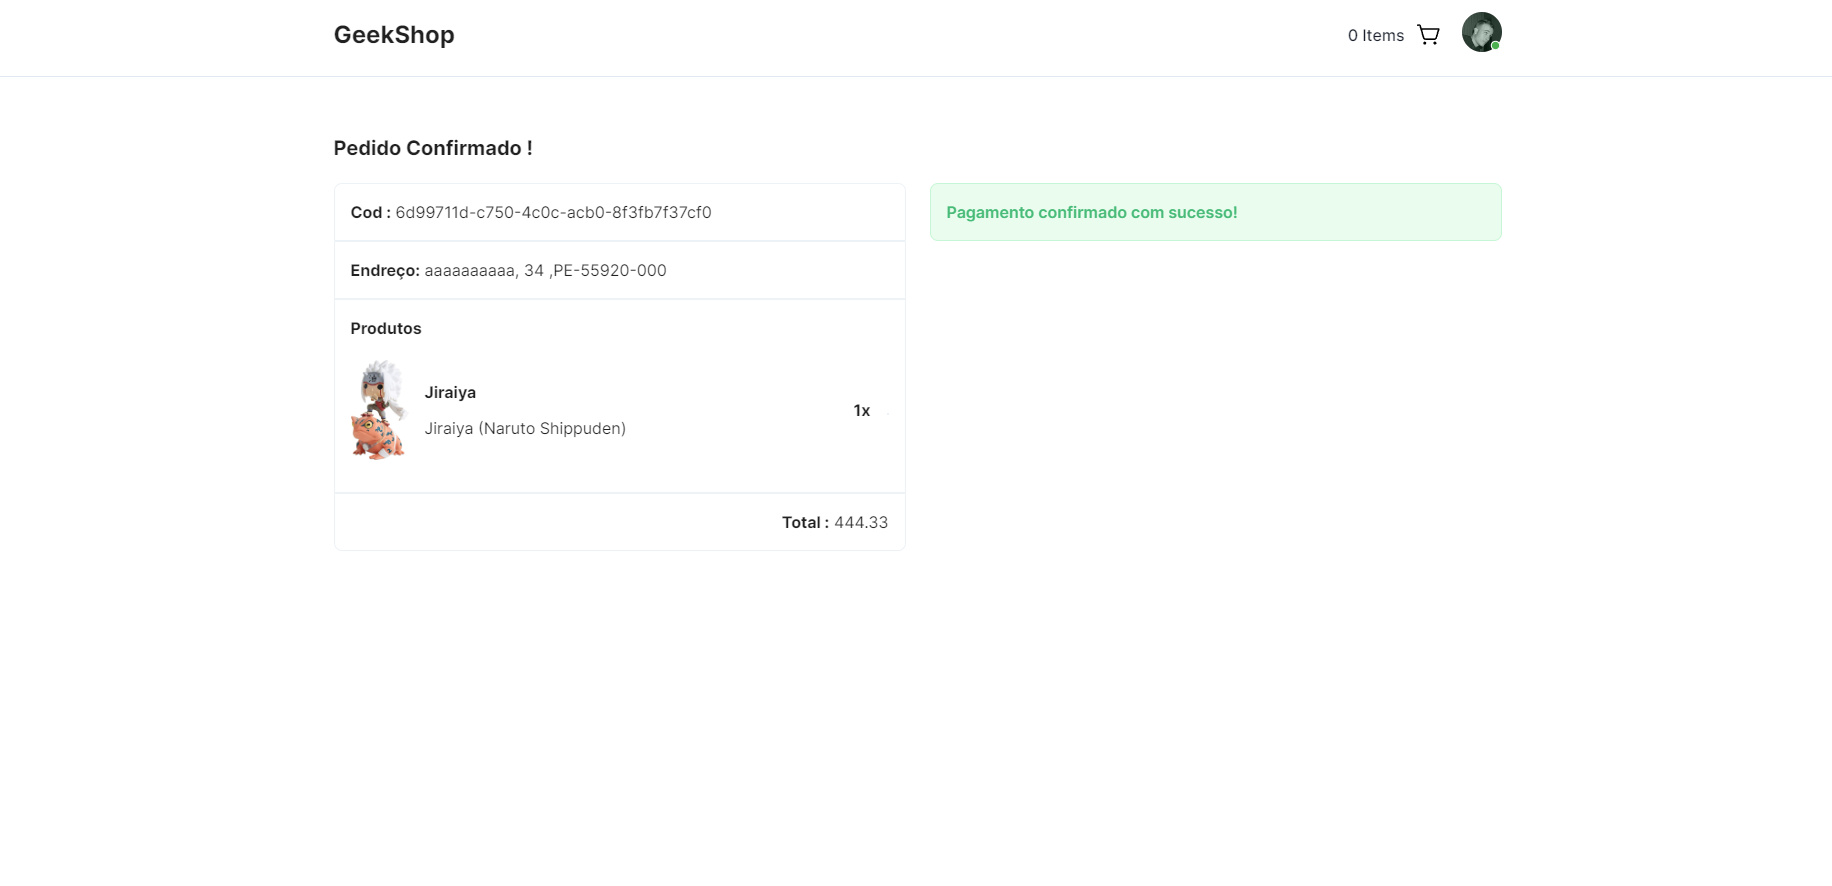 GeekShop
0 Items
Pedido Confirmado !
Cod : 6d99711d-c750-4c0c-acb0-8f3fb7f37cf0
Pagamento confirmado com sucesso!
Endreço: aaaaaaaaaa, 34 ,PE-55920-000
Produtos
Jiraiya
Jiraiya (Naruto Shippuden)
1x
Total : 444.33